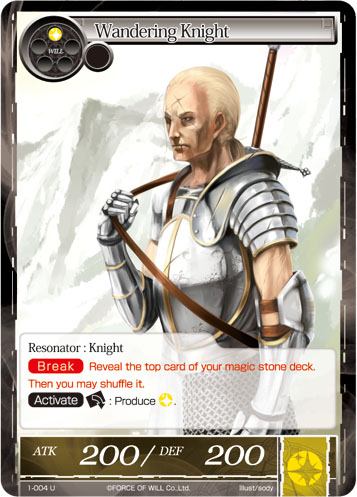 Wandering Knight
WILL
Resonator : Knight
Break Reveal the top card of your magic stone deck.
Then you may shuffle it.
Activate : Produce .
ATK 200 / DEF 200
1-004 U ©FORCE OF WILL Co.,Ltd. Illust/sody